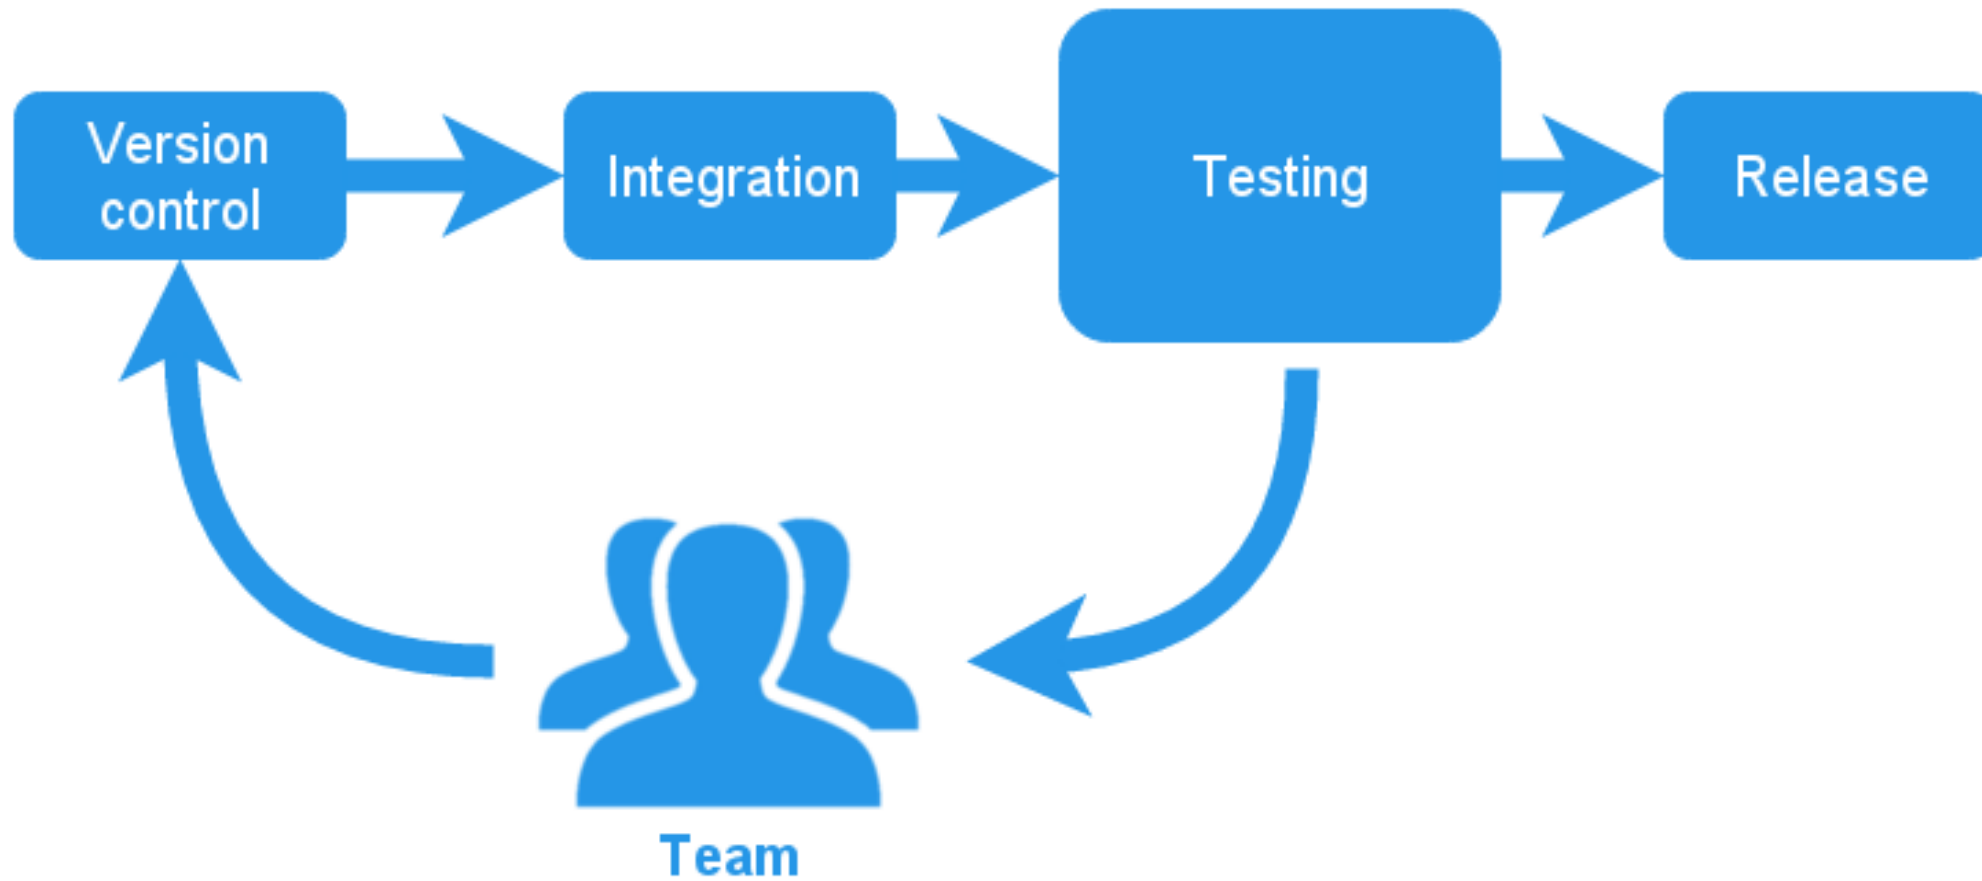 Version
control
Integration
Testing
Release
Team